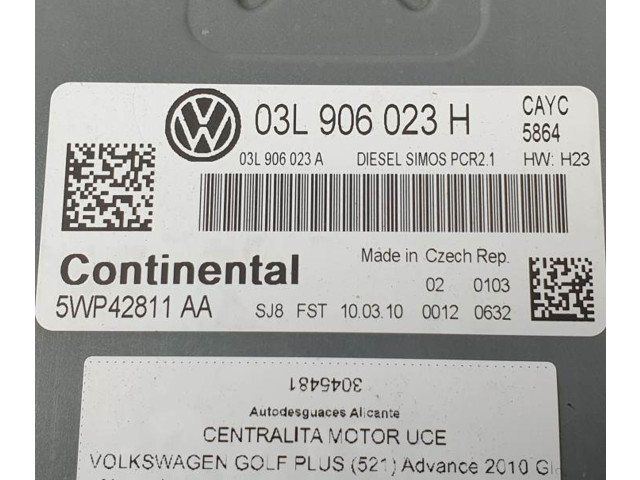 03L 906 023 H CAYC
5864
03L 906 023 A DIESEL SIMOS PCR2.1 HW: H23
Continental Made in Czech Rep.
02 0103
5WP42811 AA SJ8 FST 10.03.10 0012 0632
3045481
Autodesguaces Alicante
CENTRALITA MOTOR UCE
VOLKSWAGEN GOLF PLUS (521) Advance 2010